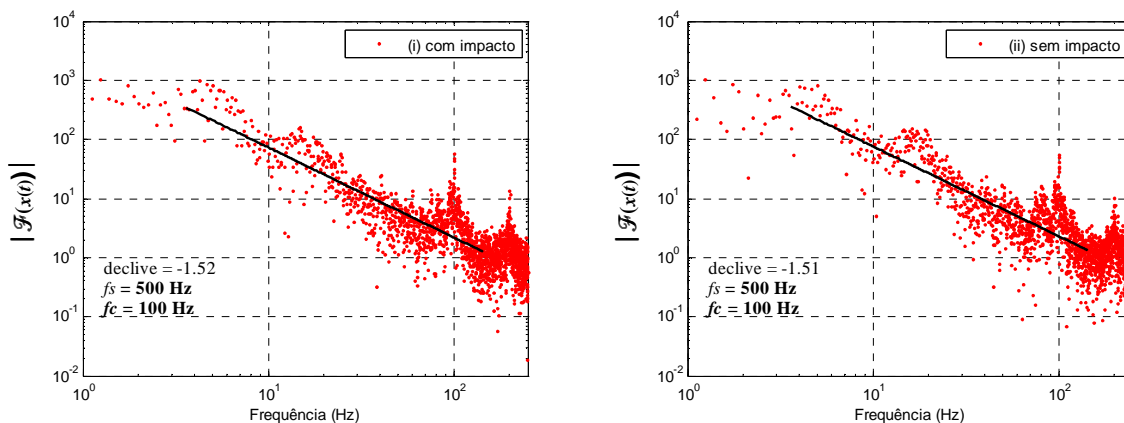 10^4
10^3
10^2
10^1
10^0
10^-1
10^-2
|ℱ(x(t))|
(i) com impacto
declive = -1.52
fs = 500 Hz
fc = 100 Hz
10^0
10^1
10^2
Frequência (Hz)
10^4
10^3
10^2
10^1
10^0
10^-1
10^-2
|ℱ(x(t))|
(ii) sem impacto
declive = -1.51
fs = 500 Hz
fc = 100 Hz
10^0
10^1
10^2
Frequência (Hz)